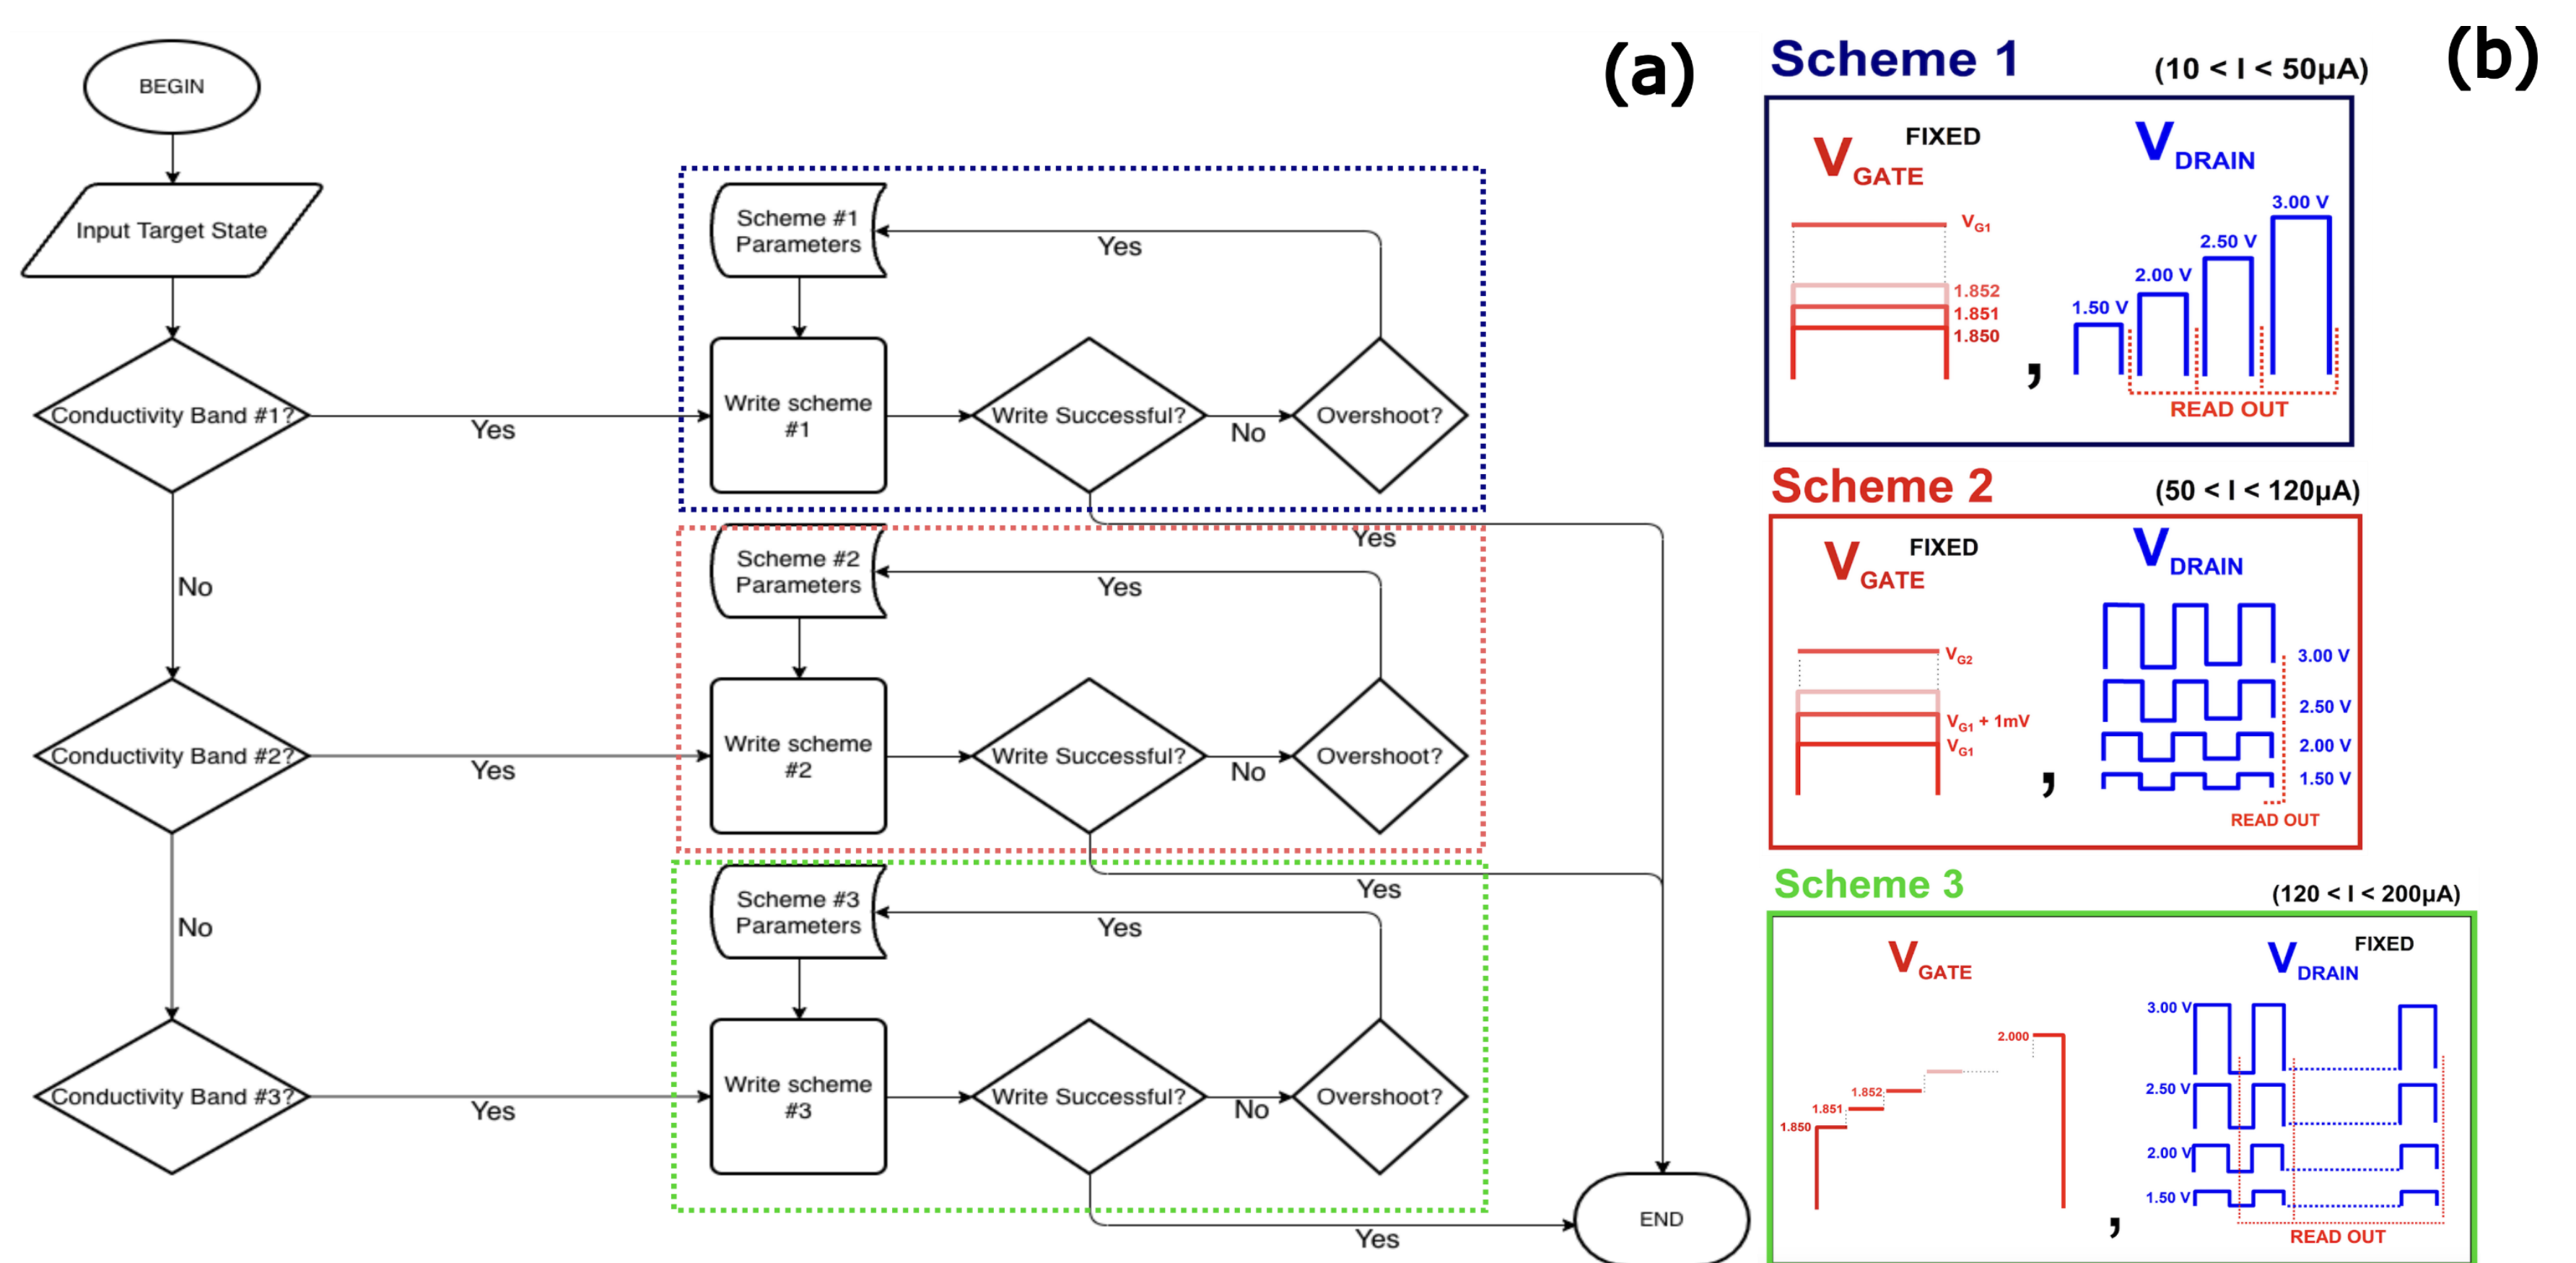 (a)
BEGIN
Input Target State
Conductivity Band #1?
Yes
No
Conductivity Band #2?
Yes
No
Conductivity Band #3?
Yes
Scheme #1
Parameters
Yes
Write scheme
#1
Write Successful?
No
Overshoot?
Yes
Scheme #2
Parameters
Yes
Write scheme
#2
Write Successful?
No
Overshoot?
Yes
Scheme #3
Parameters
Yes
Write scheme
#3
Write Successful?
No
Overshoot?
Yes
END
(b)
Scheme 1
(10 < I < 50µA)
VGATE FIXED
VG1
1.852
1.851
1.850
,
VDRAIN
3.00 V
2.50 V
2.00 V
1.50 V
READ OUT
Scheme 2
(50 < I < 120µA)
VGATE FIXED
VG2
VG1 + 1mV
VG1
,
VDRAIN
3.00 V
2.50 V
2.00 V
1.50 V
READ OUT
Scheme 3
(120 < I < 200µA)
VGATE
2.000
1.852
1.851
1.850
,
VDRAIN FIXED
3.00 V
2.50 V
2.00 V
1.50 V
READ OUT